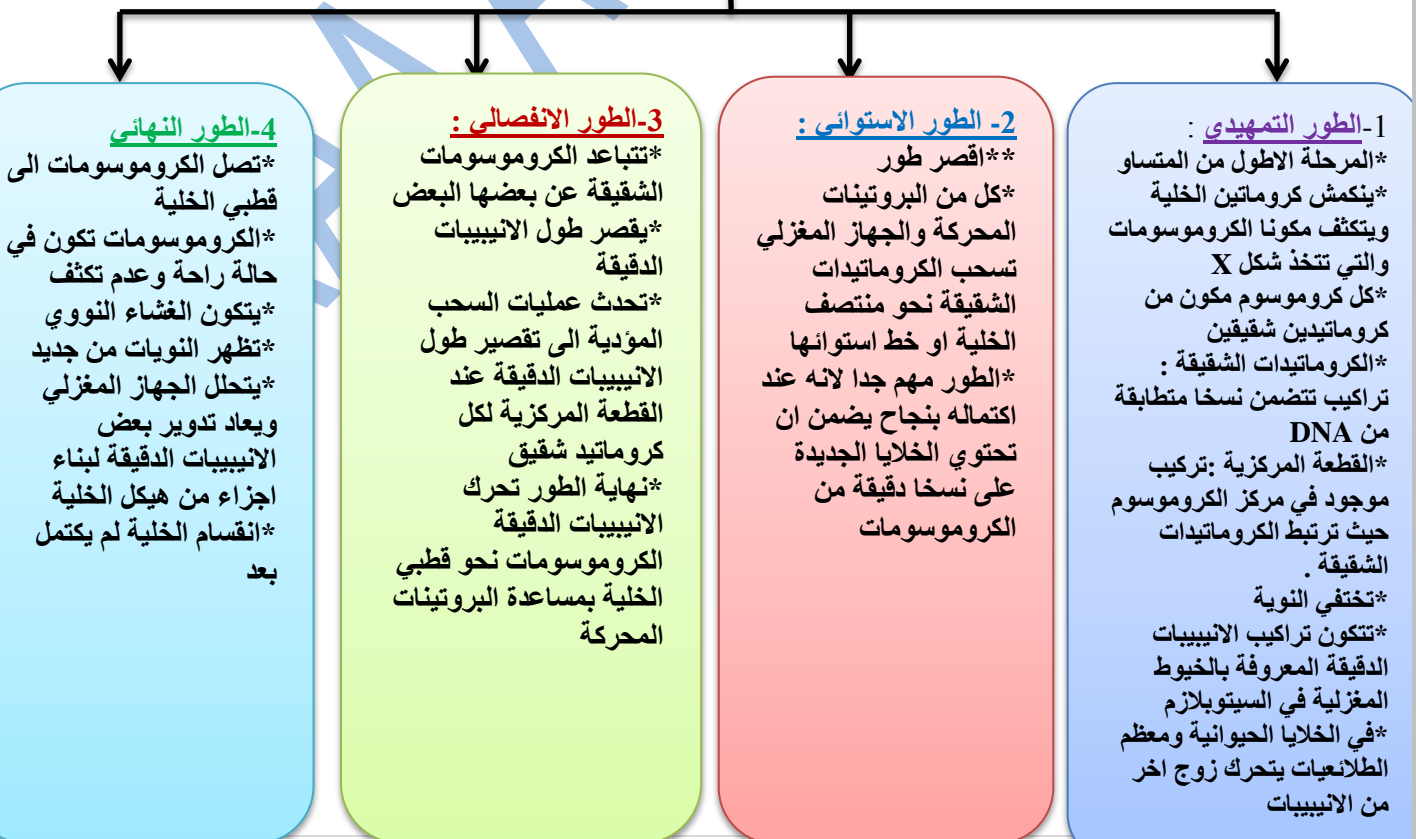 1-الطور التمهيدي :
*المرحلة الاطول من المتساو
*ينكمش كروماتين الخلية
ويتكثف مكونا الكروموسومات
والتي تتخذ شكل X
*كل كروموسوم مكون من
كروماتيدين شقيقين
*الكروماتيدات الشقيقة :
تراكيب تتضمن نسخا متطابقة
من DNA
*القطعة المركزية :تركيب
موجود في مركز الكروموسوم
حيث ترتبط الكروماتيدات
الشقيقة .
*تختفي النوية
*تتكون تراكيب الانيبيبات
الدقيقة المعروفة بالخيوط
المغزلية في السيتوبلازم
*في الخلايا الحيوانية ومعظم
الطلائعيات يتحرك زوج اخر
من الانيبيبات
2- الطور الاستوائي :
**اقصر طور
*كل من البروتينات
المحركة والجهاز المغزلي
تسحب الكروماتيدات
الشقيقة نحو منتصف
الخلية او خط استوائها
*الطور مهم جدا لانه عند
اكتماله بنجاح يضمن ان
تحتوي الخلايا الجديدة
على نسخا دقيقة من
الكروموسومات
3-الطور الانفصالي :
*تتباعد الكروموسومات
الشقيقة عن بعضها البعض
*يقصر طول الانيبيبات
الدقيقة
*تحدث عمليات السحب
المؤدية الى تقصير طول
الانيبيبات الدقيقة عند
القطعة المركزية لكل
كروماتيد شقيق
*نهاية الطور تحرك
الانيبيبات الدقيقة
الكروموسومات نحو قطبي
الخلية بمساعدة البروتينات
المحركة
4-الطور النهائي
*تصل الكروموسومات الى
قطبي الخلية
*الكروموسومات تكون في
حالة راحة وعدم تكثف
*يتكون الغشاء النووي
*تظهر النويات من جديد
*يتحلل الجهاز المغزلي
ويعاد تدوير بعض
الانيبيبات الدقيقة لبناء
اجزاء من هيكل الخلية
*انقسام الخلية لم يكتمل
بعد